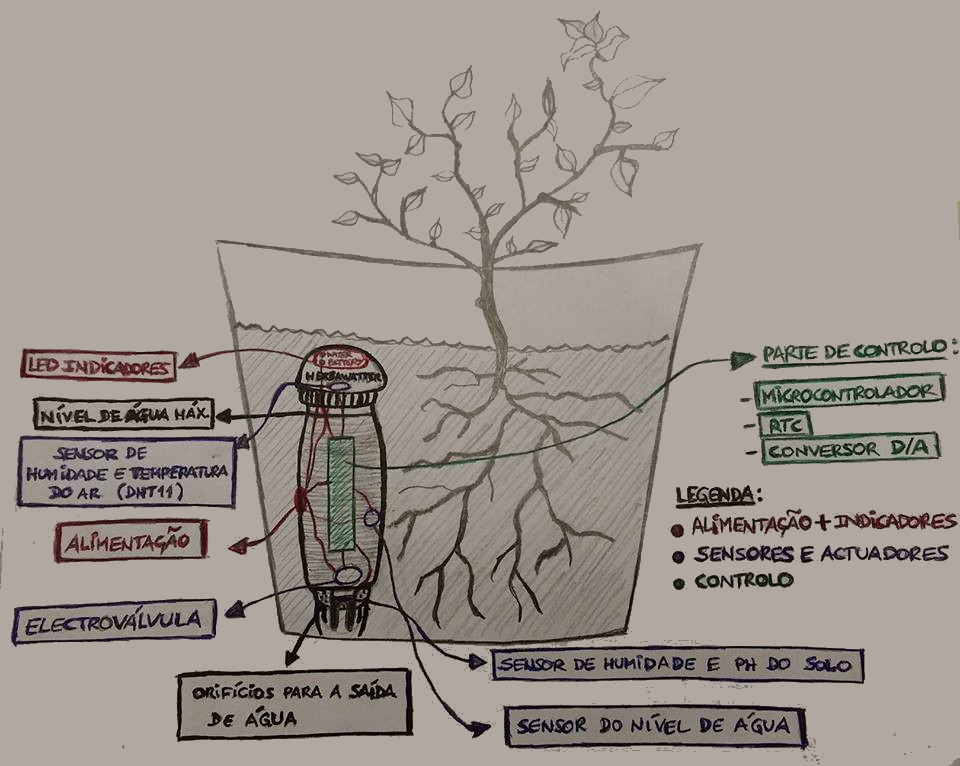 LED INDICADORES
NÍVEL DE ÁGUA MÁX.
SENSOR DE
HUMIDADE E TEMPERATURA
DO AR (DHT11)
ALIMENTAÇÃO
ELECTROVÁLVULA
ORIFÍCIOS PARA A SAÍDA
DE ÁGUA
WATER
BATTERY
HERBAWATTER
PARTE DE CONTROLO:
- MICROCONTROLADOR
- RTC
- CONVERSOR D/A
LEGENDA:
● ALIMENTAÇÃO + INDICADORES
● SENSORES E ACTUADORES
● CONTROLO
SENSOR DE HUMIDADE E PH DO SOLO
SENSOR DO NÍVEL DE ÁGUA